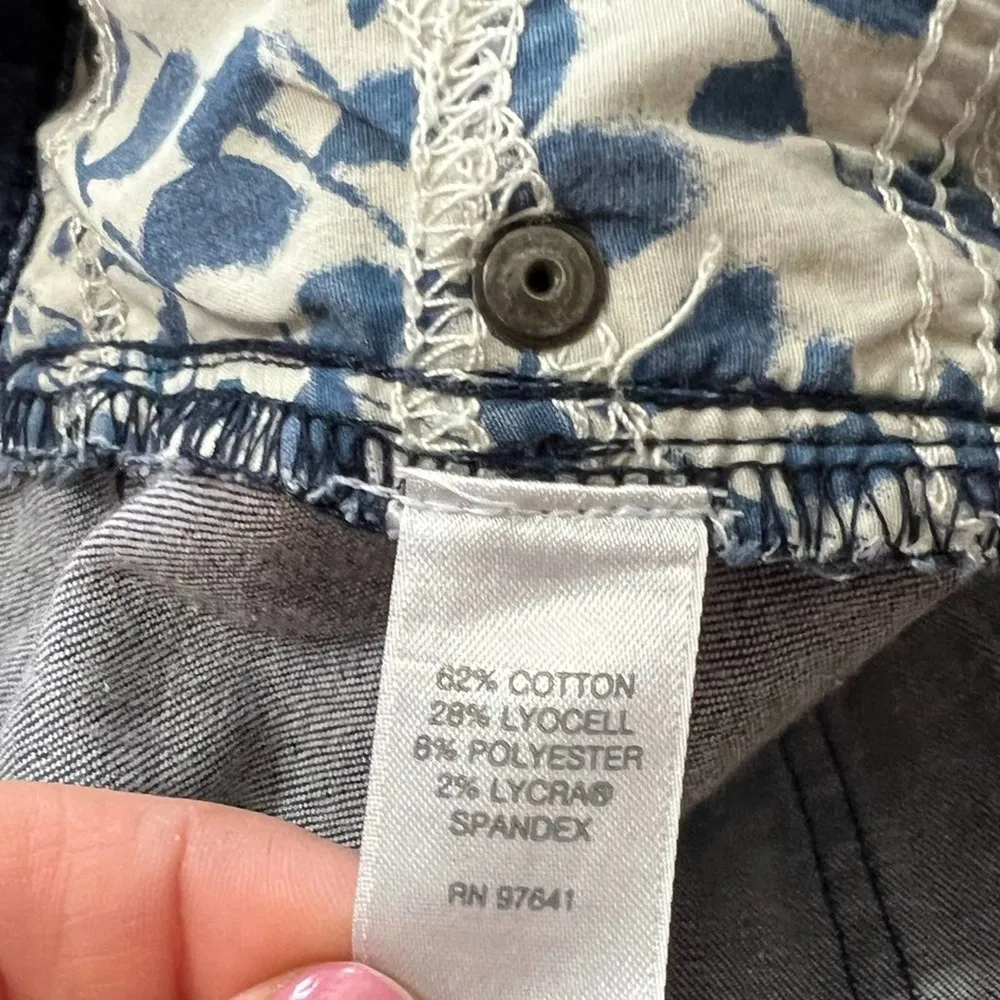 62% COTTON
28% LYOCELL
8% POLYESTER
2% LYCRA®
SPANDEX
RN 97641